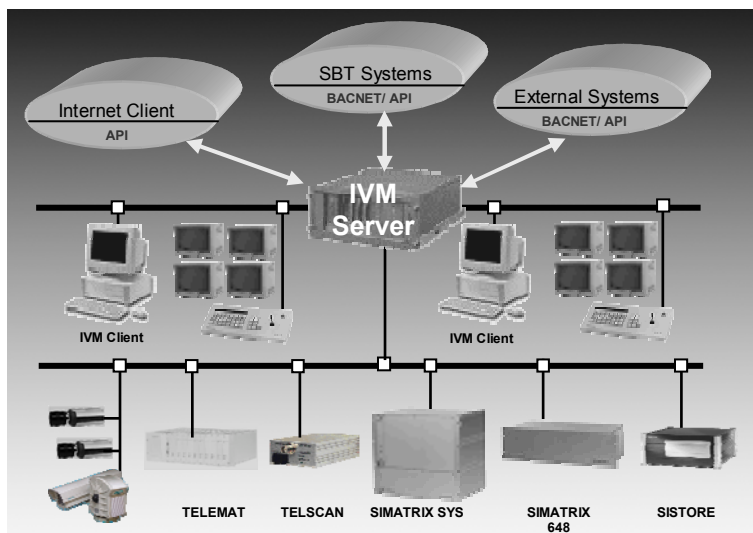 SBT Systems
BACNET/ API
Internet Client
API
External Systems
BACNET/ API
IVM
Server
IVM Client
IVM Client
TELEMAT
TELSCAN
SIMATRIX SYS
SIMATRIX
648
SISTORE